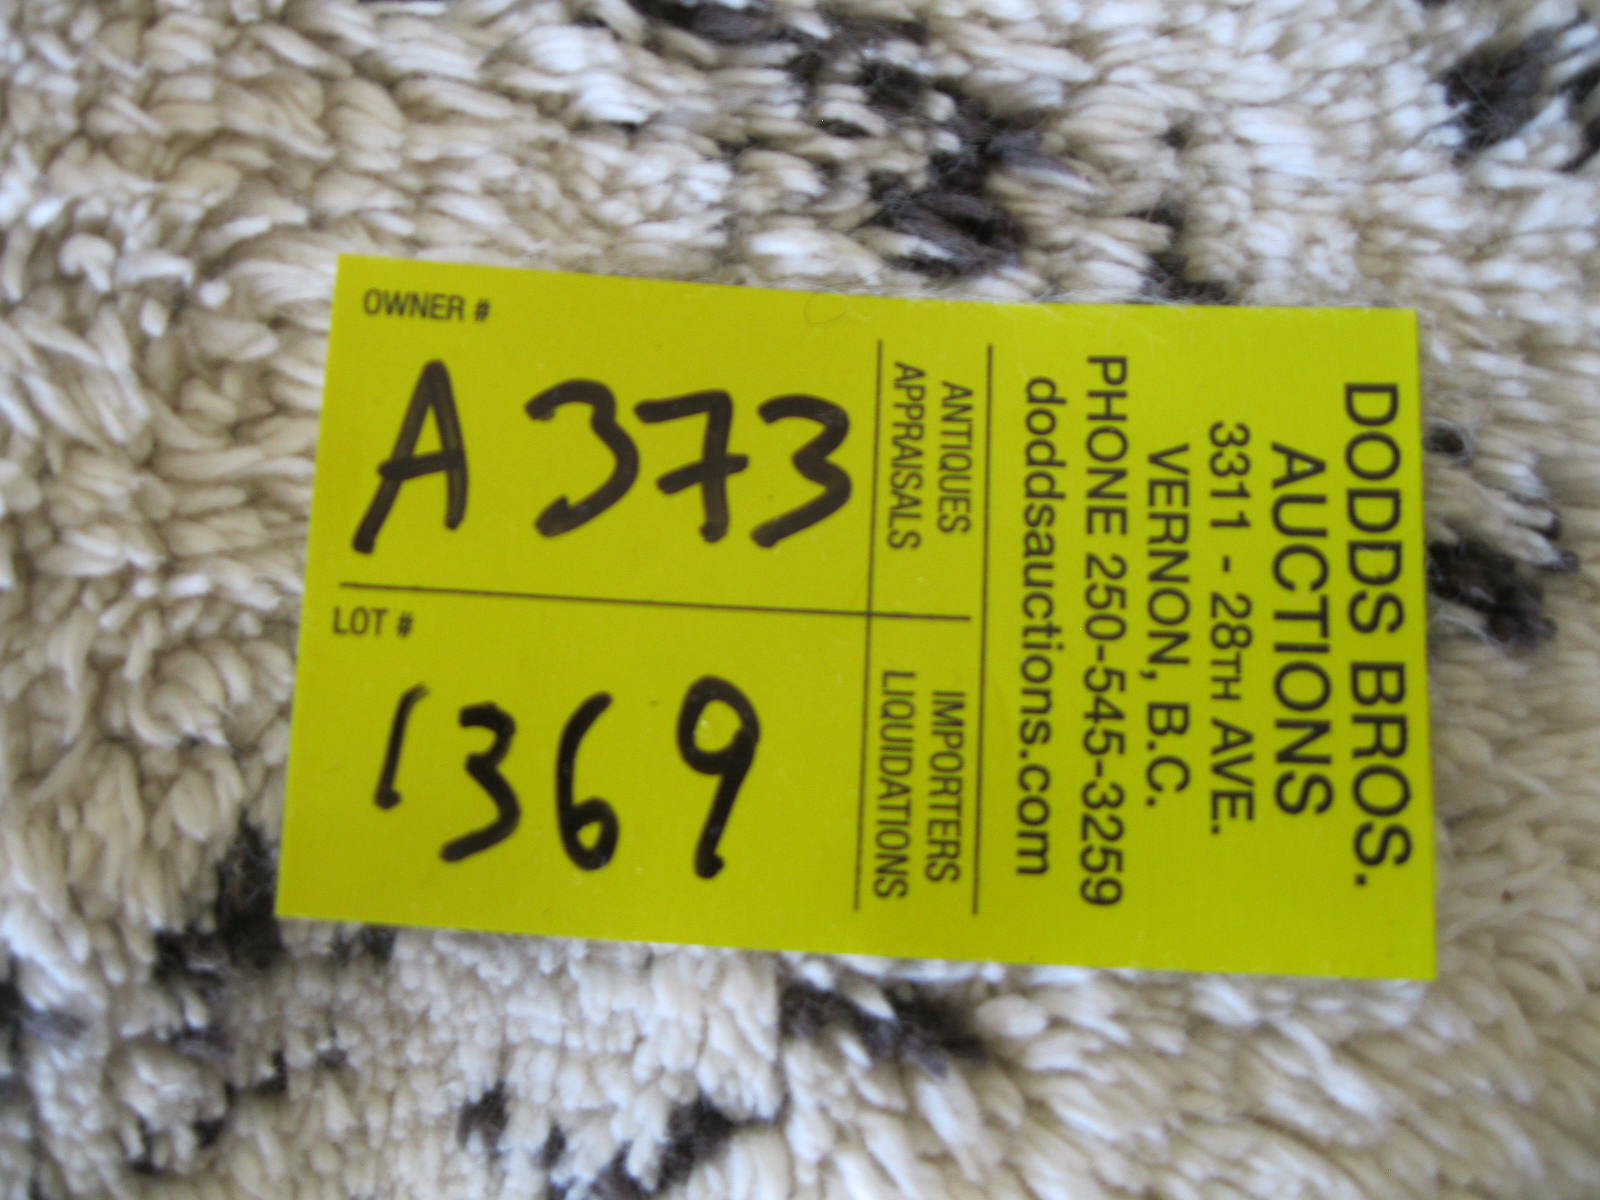 DODDS BROS.
AUCTIONS
3311 - 28TH AVE.
VERNON, B.C.
PHONE 250-545-3259
doddsauctions.com
ANTIQUES
APPRAISALS
IMPORTERS
LIQUIDATIONS
OWNER #
A 373
LOT #
1369